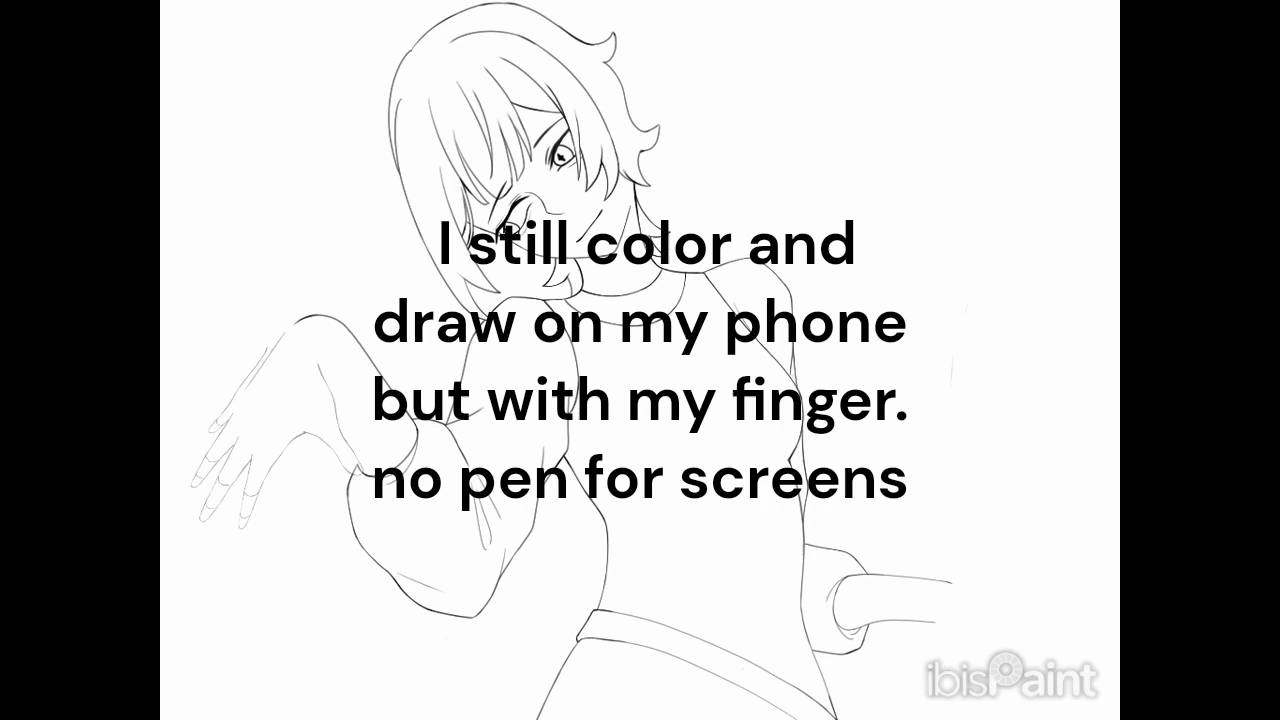 I still color and
draw on my phone
but with my finger.
no pen for screens
ibisPaint